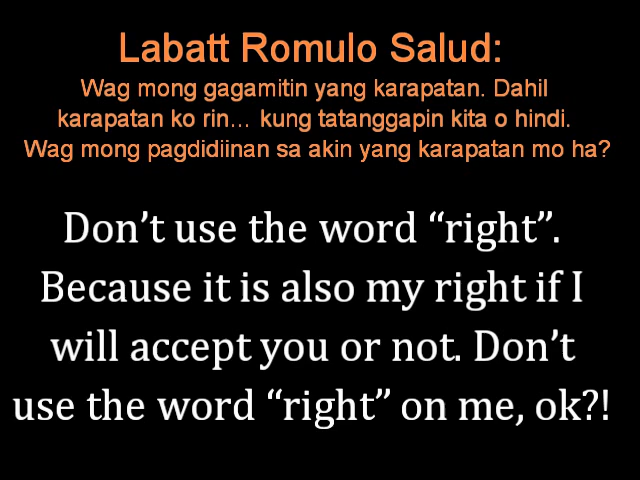 Labatt Romulo Salud:
Wag mong gagamitin yang karapatan. Dahil
karapatan ko rin... kung tatanggapin kita o hindi.
Wag mong pagdidiinan sa akin yang karapatan mo ha?
Don’t use the word “right”.
Because it is also my right if I
will accept you or not. Don’t
use the word “right” on me, ok?!